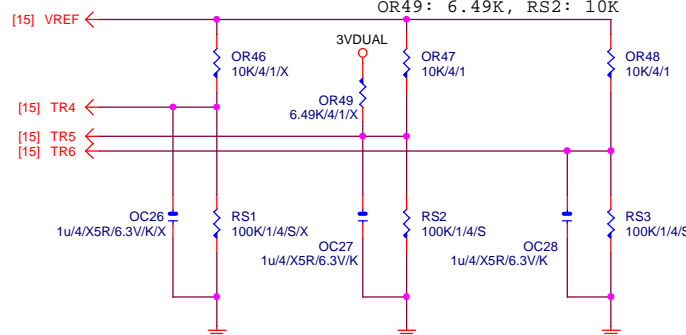 OR49: 6.49K, RS2: 10K
[15] VREF
3VDUAL
OR46
10K/4/1/X
OR47
10K/4/1
OR48
10K/4/1
OR49
6.49K/4/1/X
[15] TR4
[15] TR5
[15] TR6
OC26
1u/4/X5R/6.3V/K/X
RS1
100K/1/4/S/X
OC27
1u/4/X5R/6.3V/K
RS2
100K/1/4/S
OC28
1u/4/X5R/6.3V/K
RS3
100K/1/4/S